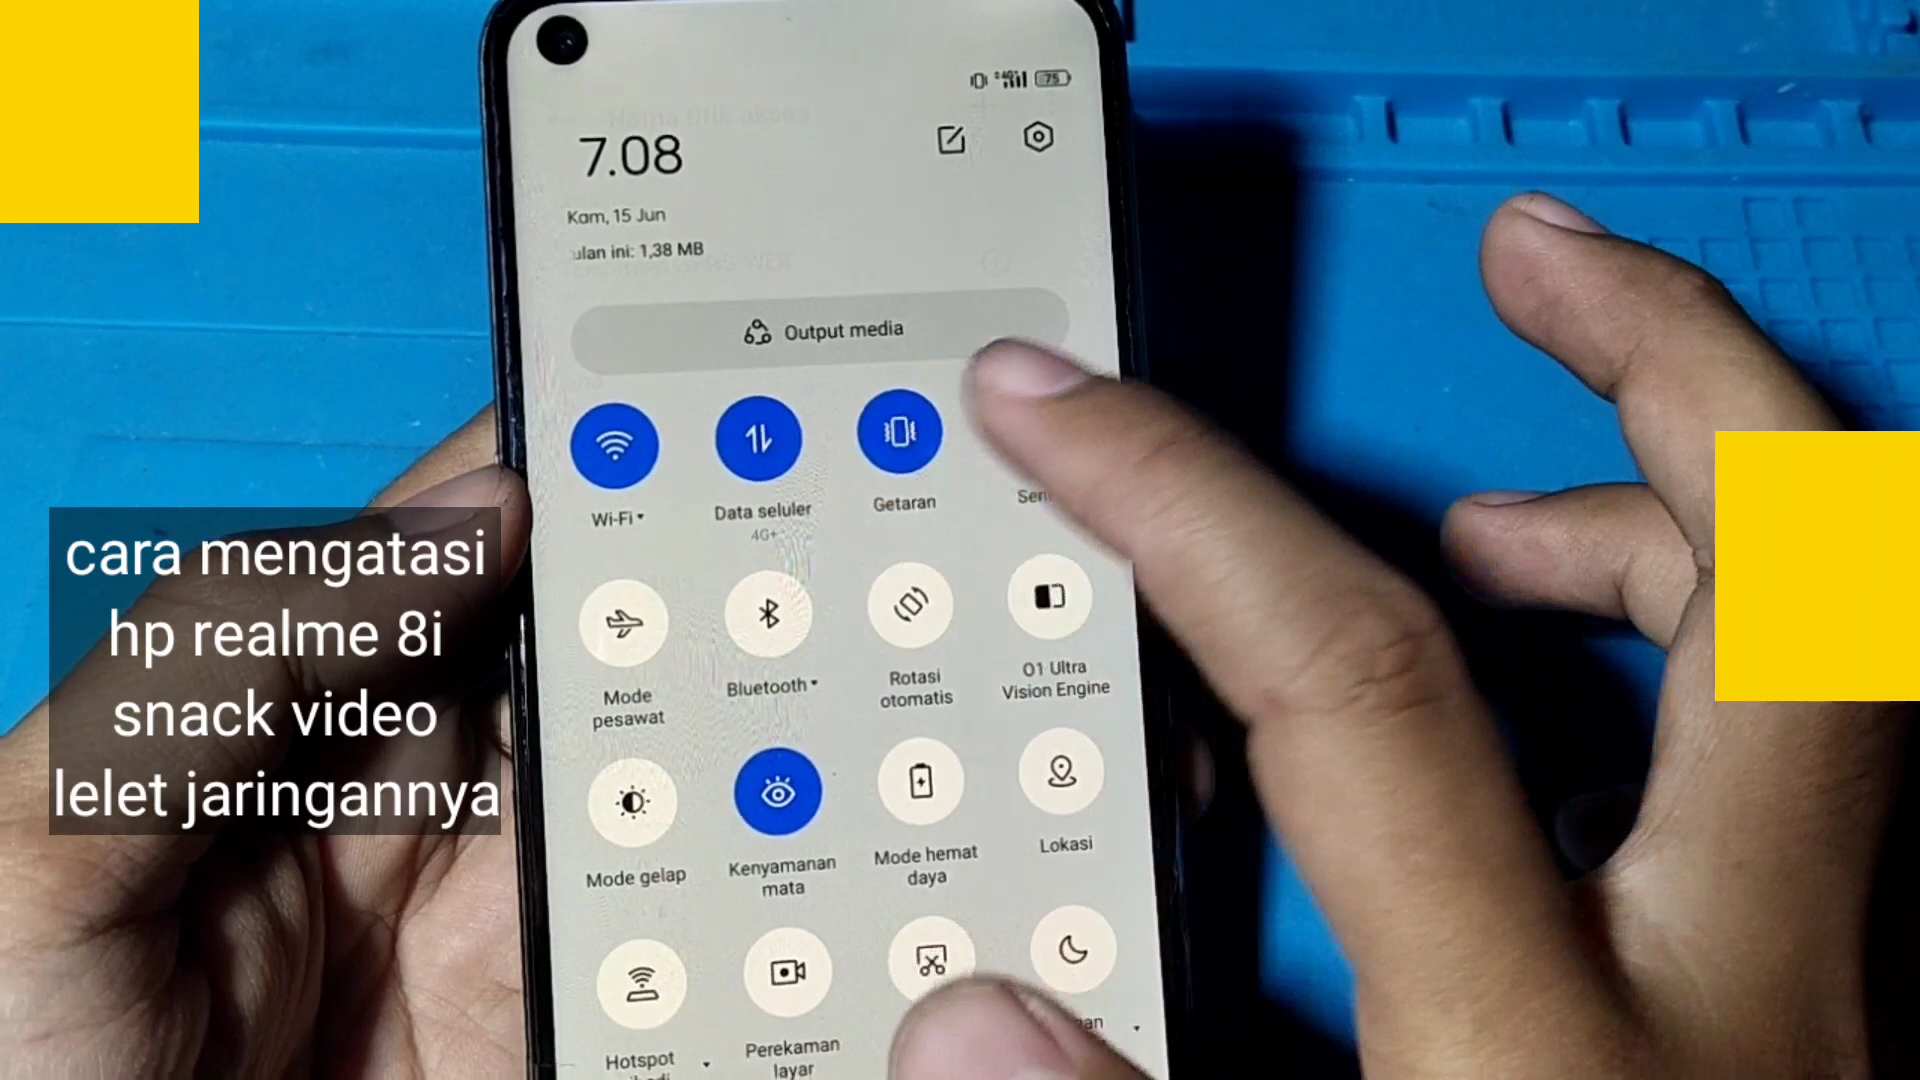 75
7.08
Kam, 15 Jun
ulan ini: 1,38 MB
Output media
Wi-Fi
Data seluler
4G+
Getaran
Mode
pesawat
Bluetooth
Rotasi
otomatis
O1 Ultra
Vision Engine
Mode gelap
Kenyamanan
mata
Mode hemat
daya
Lokasi
Hotspot
Perekaman
layar
cara mengatasi
hp realme 8i
snack video
lelet jaringannya